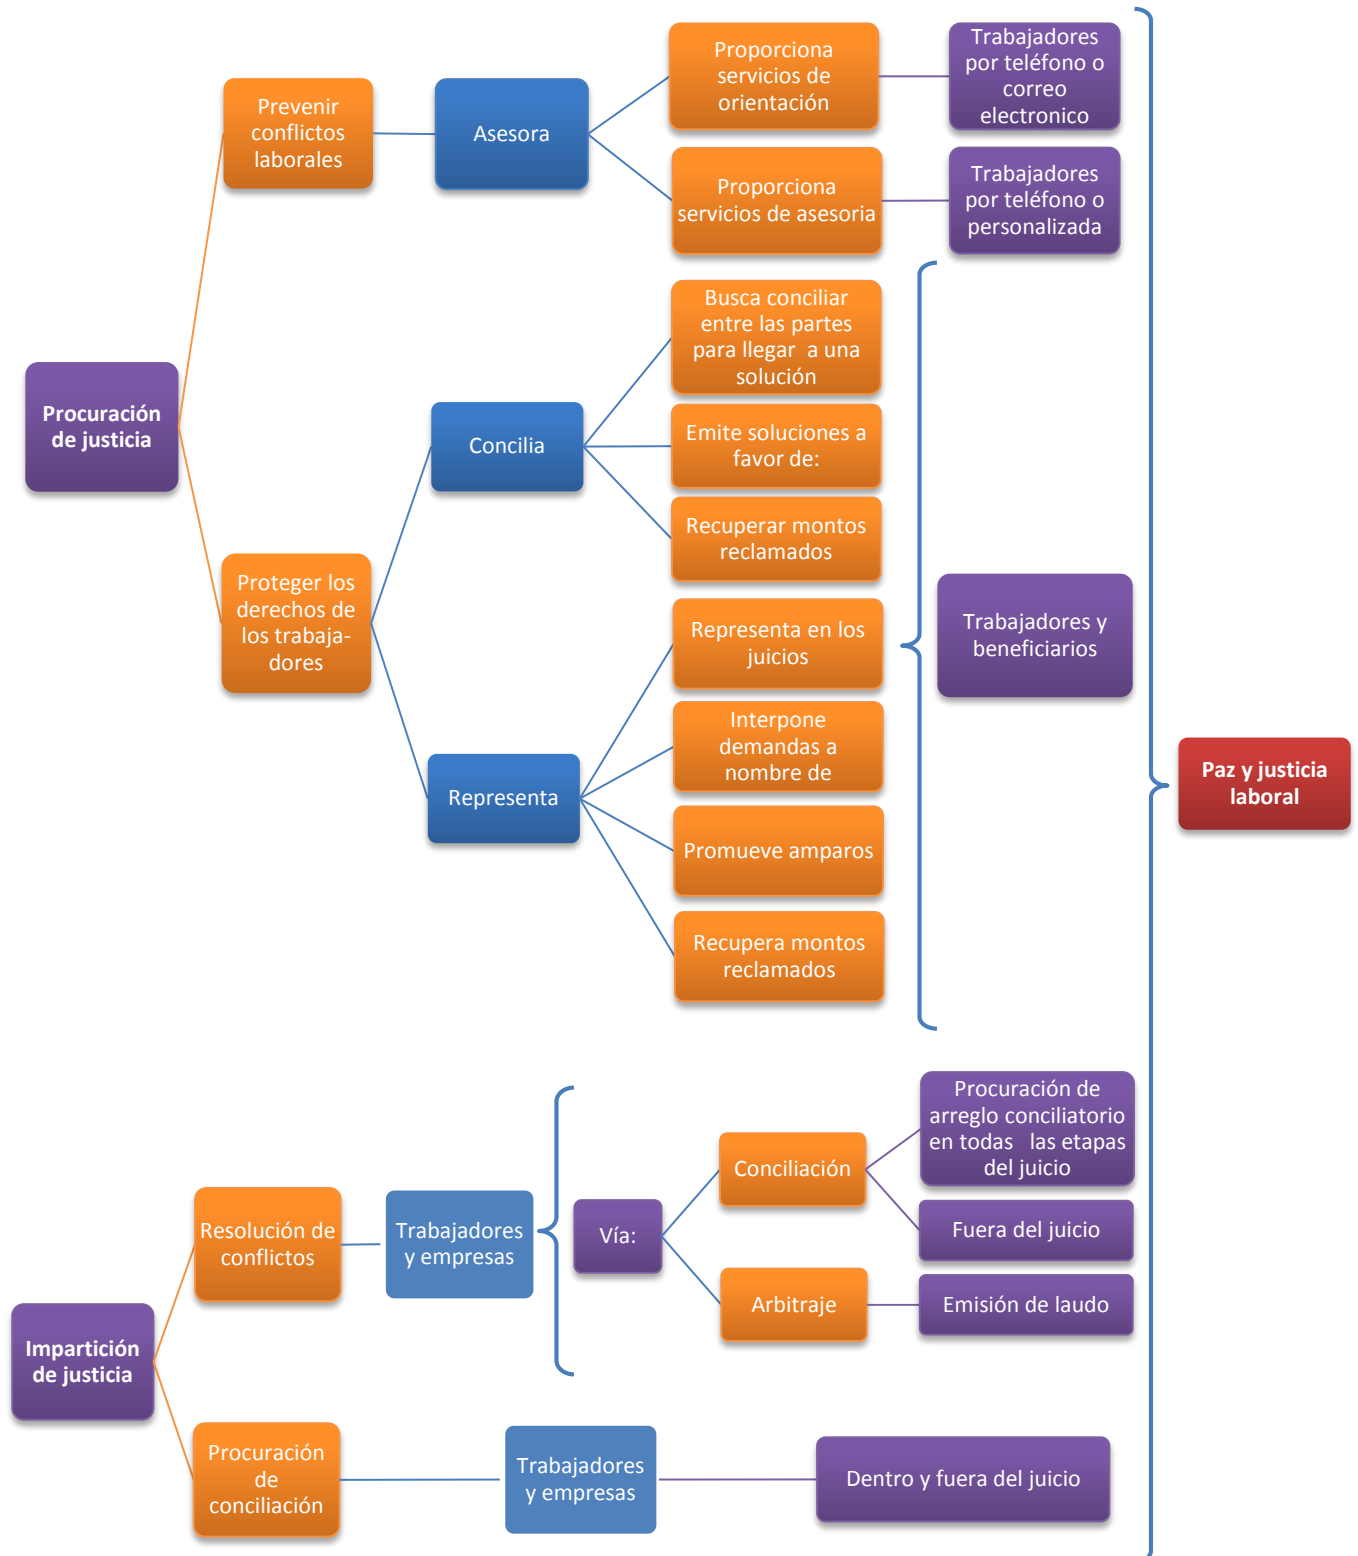 Procuración
de justicia
Prevenir
conflictos
laborales
Asesora
Proporciona
servicios de
orientación
Trabajadores
por teléfono o
correo
electronico
Proporciona
servicios de asesoria
Trabajadores
por teléfono o
personalizada
Proteger los
derechos de
los trabaja-
dores
Concilia
Busca conciliar
entre las partes
para llegar a una
solución
Emite soluciones a
favor de:
Recuperar montos
reclamados
Representa
Representa en los
juicios
Interpone
demandas a
nombre de
Promueve amparos
Recupera montos
reclamados
Trabajadores y
beneficiarios
Paz y justicia
laboral
Impartición
de justicia
Resolución de
conflictos
Trabajadores
y empresas
Vía:
Conciliación
Procuración de
arreglo conciliatorio
en todas las etapas
del juicio
Fuera del juicio
Arbitraje
Emisión de laudo
Procuración
de
conciliación
Trabajadores
y empresas
Dentro y fuera del juicio